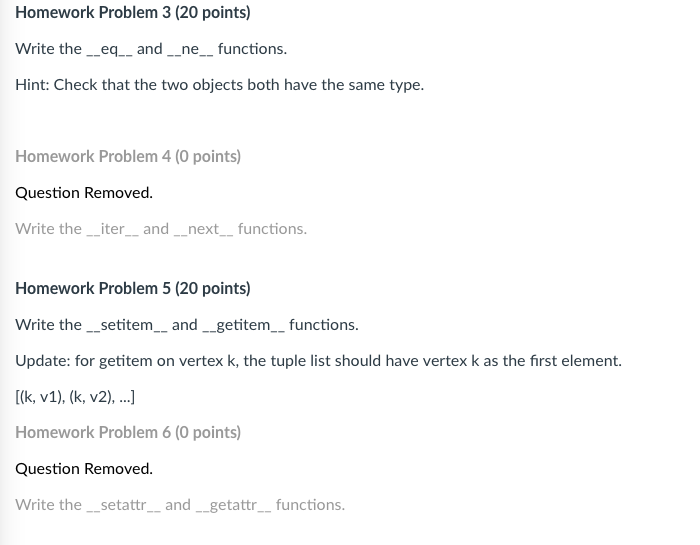 Homework Problem 3 (20 points)
Write the __eq__ and __ne__ functions.
Hint: Check that the two objects both have the same type.
Homework Problem 4 (0 points)
Question Removed.
Write the __iter__ and __next__ functions.
Homework Problem 5 (20 points)
Write the __setitem__ and __getitem__ functions.
Update: for getitem on vertex k, the tuple list should have vertex k as the first element.
[(k, v1), (k, v2), ...]
Homework Problem 6 (0 points)
Question Removed.
Write the __setattr__ and __getattr__ functions.